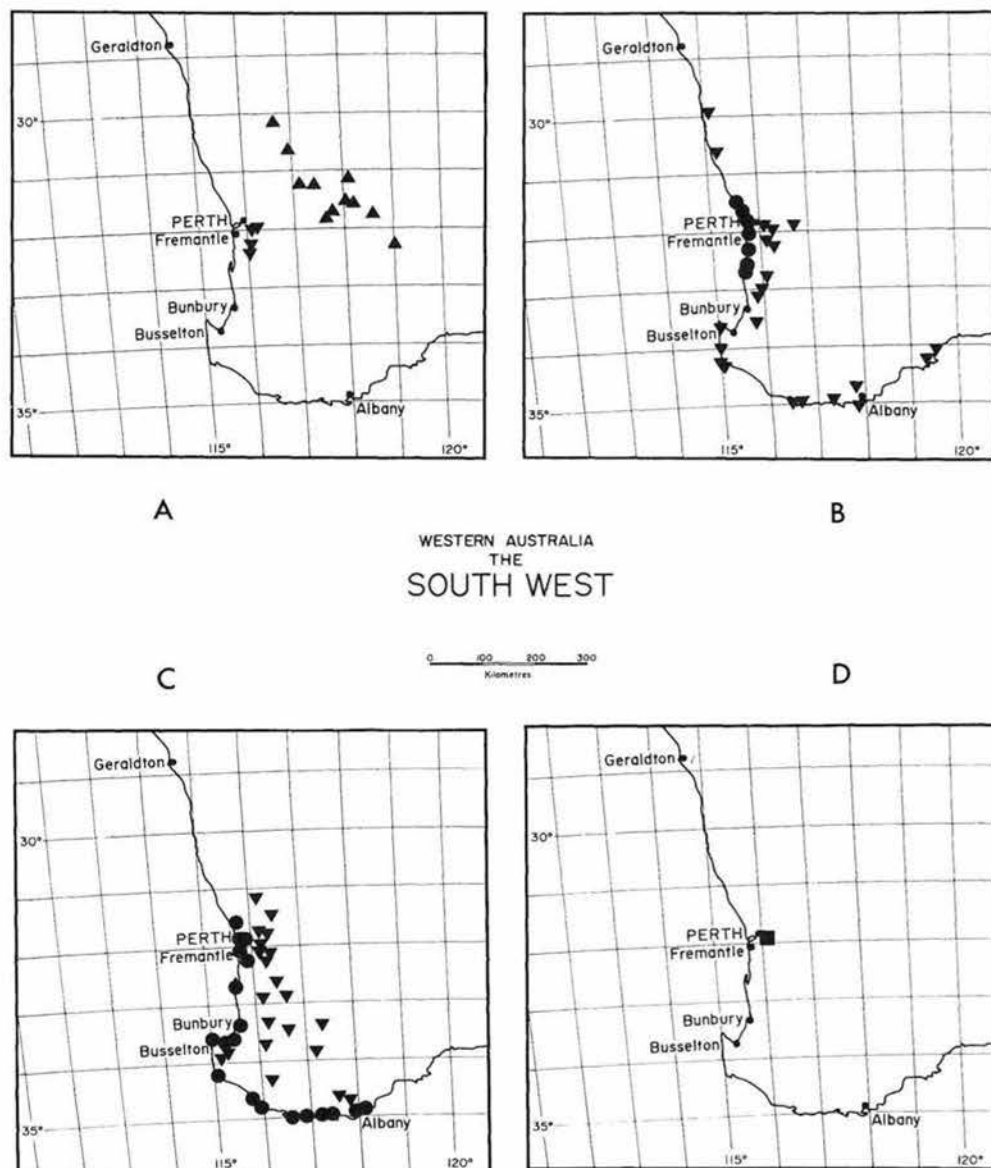 Geraldton
30°
PERTH
Fremantle
Bunbury
Busselton
Albany
35°
115°
120°
Geraldton
30°
PERTH
Fremantle
Bunbury
Busselton
Albany
35°
115°
120°
A
B
WESTERN AUSTRALIA
THE
SOUTH WEST
0 100 200 300
Kilometres
C
D
Geraldton
30°
PERTH
Fremantle
Bunbury
Busselton
Albany
35°
115°
120°
Geraldton
30°
PERTH
Fremantle
Bunbury
Busselton
Albany
35°
115°
120°